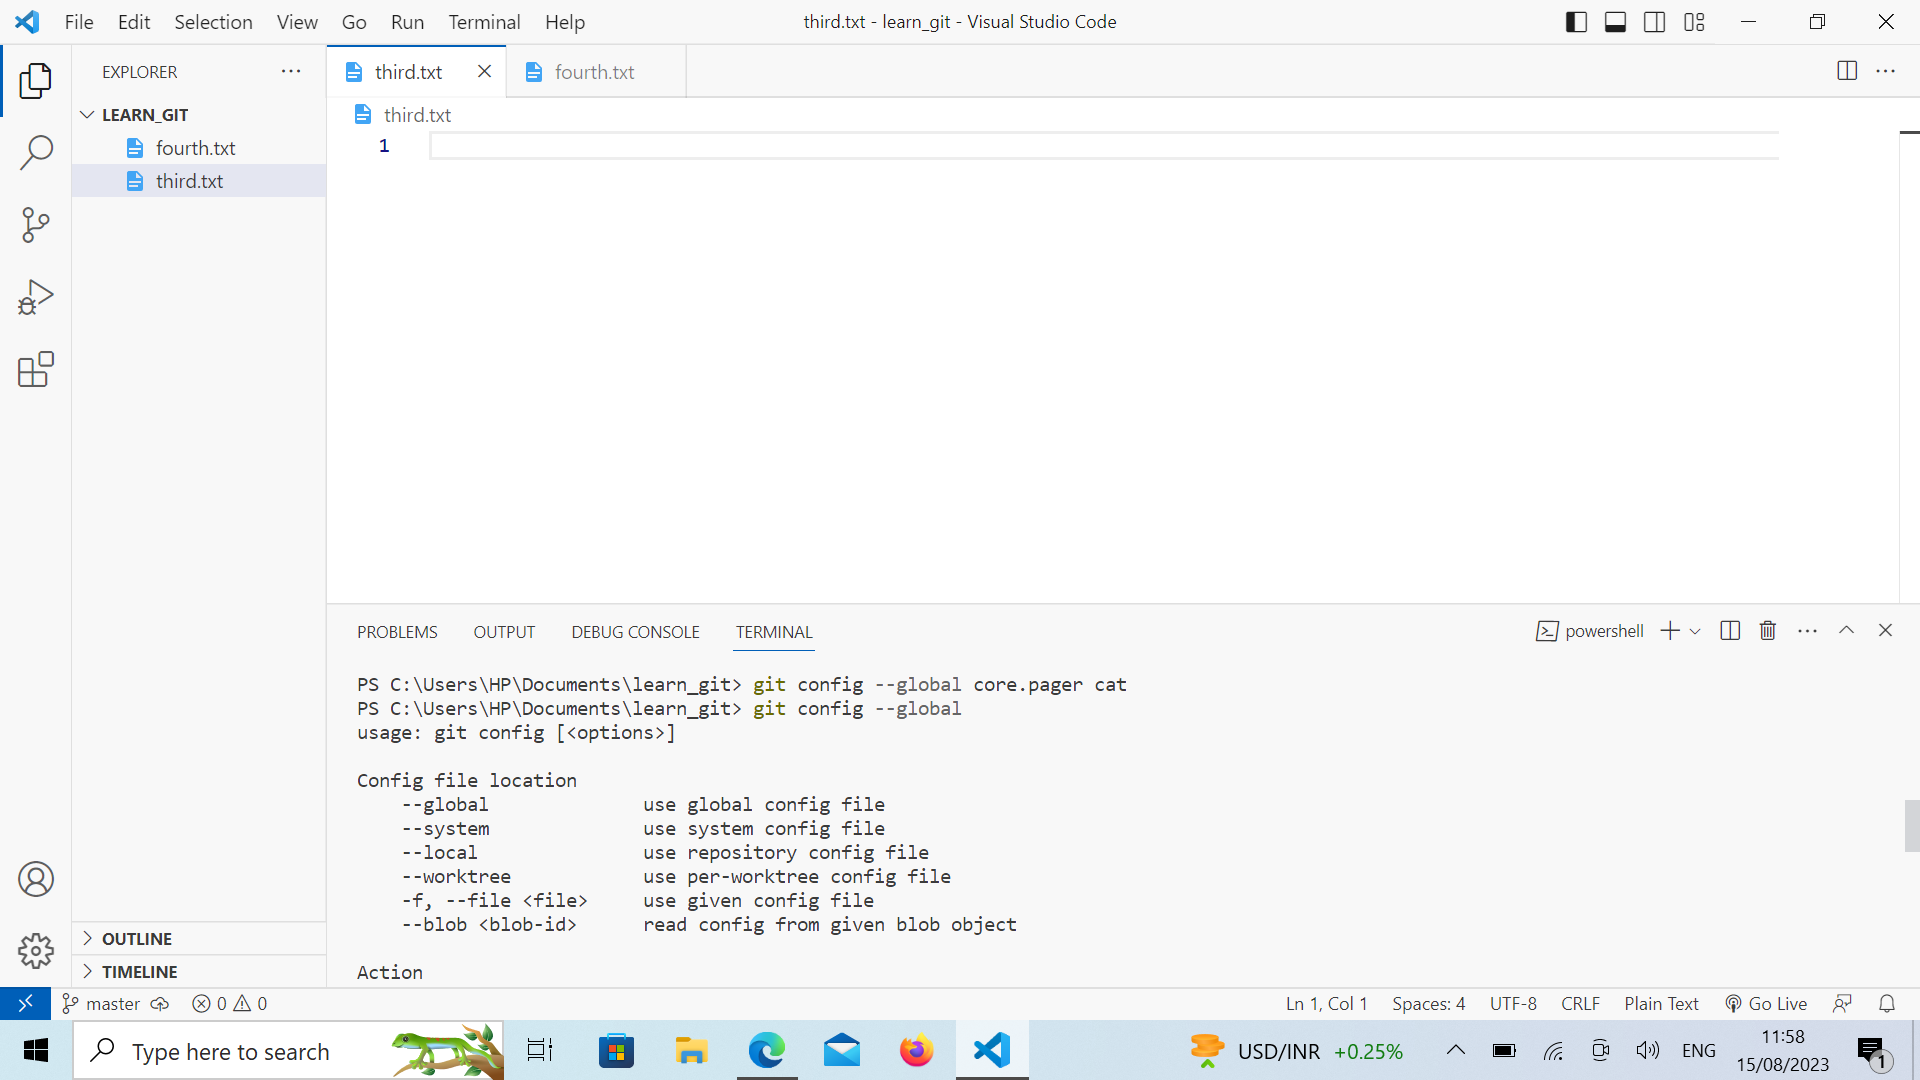 File Edit Selection View Go Run Terminal Help
third.txt - learn_git - Visual Studio Code
EXPLORER
LEARN_GIT
fourth.txt
third.txt
OUTLINE
TIMELINE
third.txt
fourth.txt
third.txt
1
PROBLEMS OUTPUT DEBUG CONSOLE TERMINAL
powershell
PS C:\Users\HP\Documents\learn_git> git config --global core.pager cat
PS C:\Users\HP\Documents\learn_git> git config --global
usage: git config [<options>]
Config file location
--global use global config file
--system use system config file
--local use repository config file
--worktree use per-worktree config file
-f, --file <file> use given config file
--blob <blob-id> read config from given blob object
Action
master 0 0
Ln 1, Col 1 Spaces: 4 UTF-8 CRLF Plain Text Go Live
Type here to search
USD/INR +0.25%
ENG
11:58
15/08/2023
1